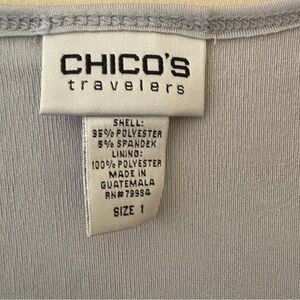 CHICO'S
travelers
SHELL:
95% POLYESTER
5% SPANDEX
LINING:
100% POLYESTER
MADE IN
GUATEMALA
RN#79984
SIZE 1